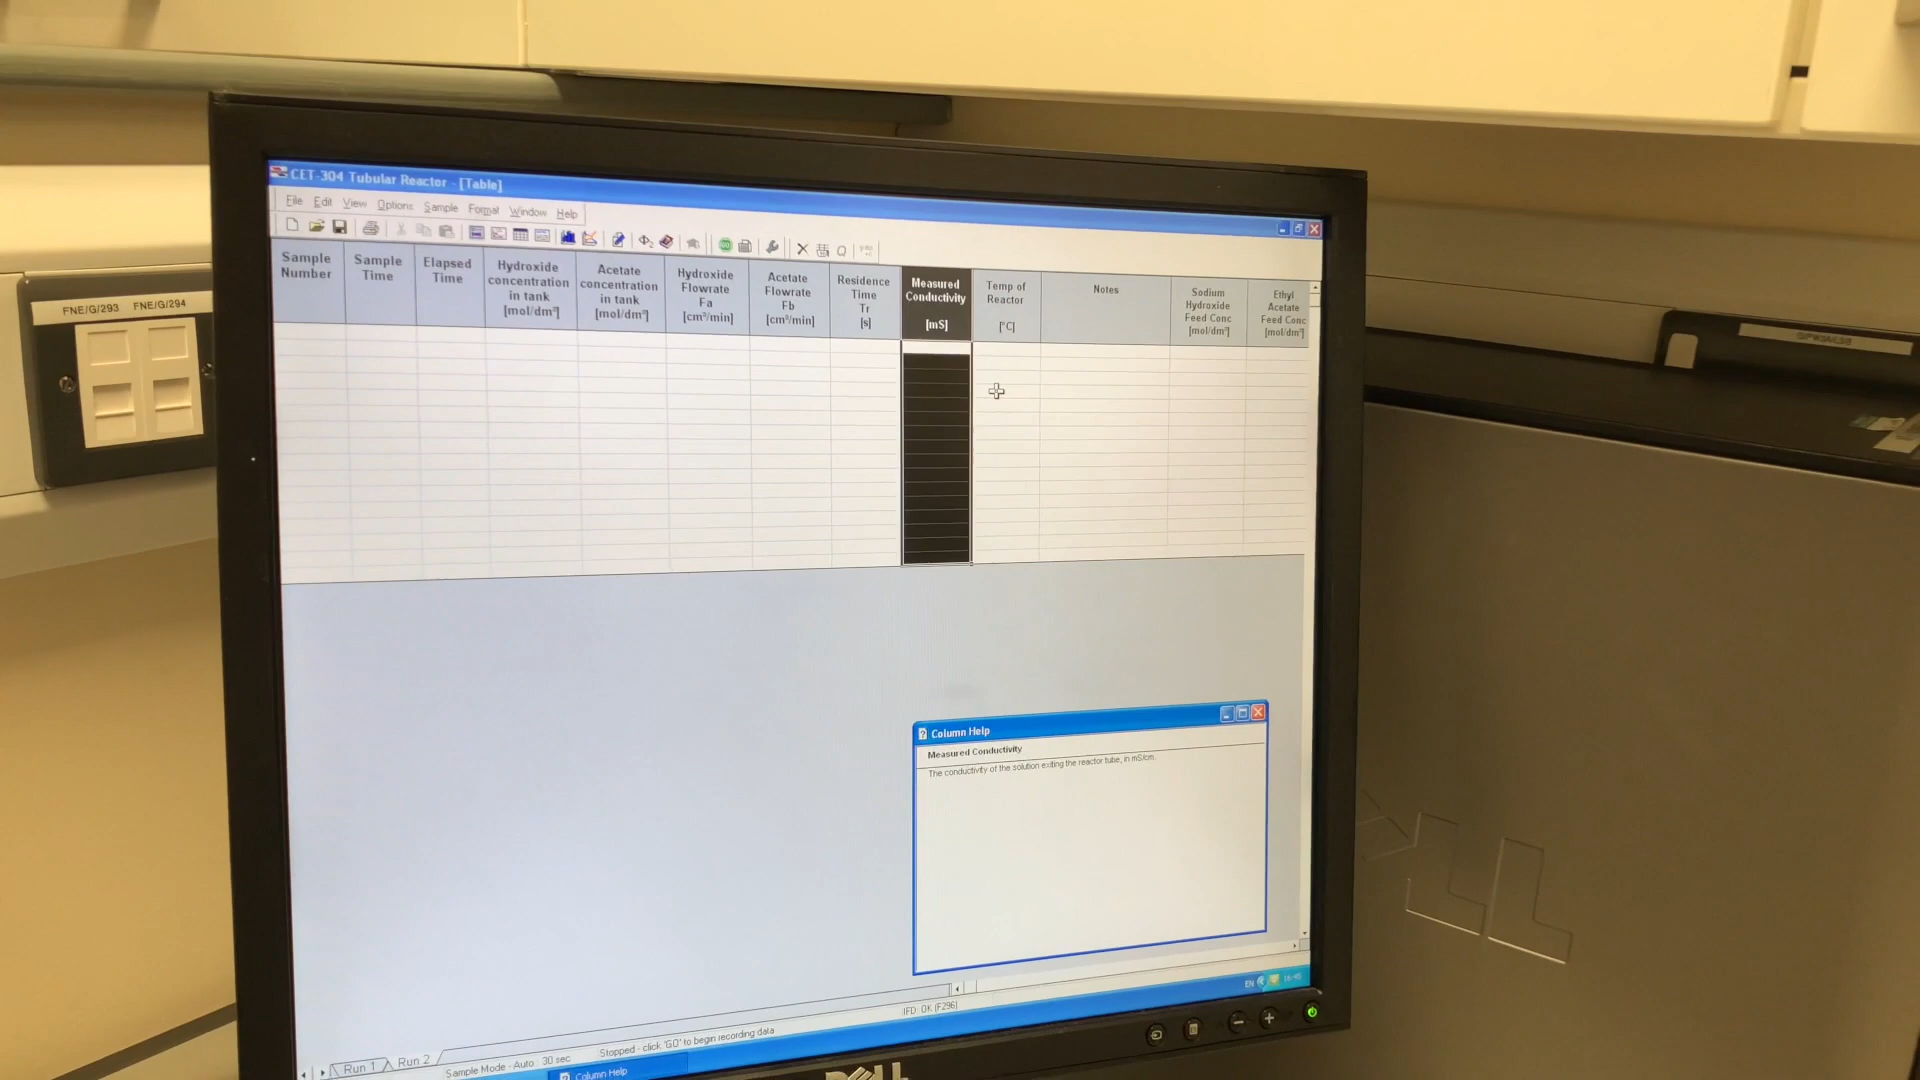 FNE/G/293 FNE/G/294
CET-304 Tubular Reactor - [Table]
File Edit View Options Sample Format Window Help
Sample
Number
Sample
Time
Elapsed
Time
Hydroxide
concentration
in tank
[mol/dm³]
Acetate
concentration
in tank
[mol/dm³]
Hydroxide
Flowrate
Fa
[cm³/min]
Acetate
Flowrate
Fb
[cm³/min]
Residence
Time
Tr
[s]
Measured
Conductivity
[mS]
Temp of
Reactor
[°C]
Notes
Sodium
Hydroxide
Feed Conc
[mol/dm³]
Ethyl
Acetate
Feed Conc
[mol/dm³]
Column Help
Measured Conductivity
The conductivity of the solution exiting the reactor tube, in mS/cm.
Run 1 Run 2
Sample Mode - Auto : 30 sec
Stopped - click 'GO' to begin recording data
IFD: OK (F296)
Column Help
EN 16:45
DELL